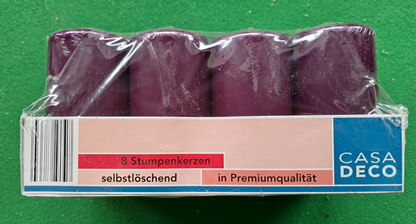 8 Stumpenkerzen
selbstlöschend
in Premiumqualität
CASA
DECO